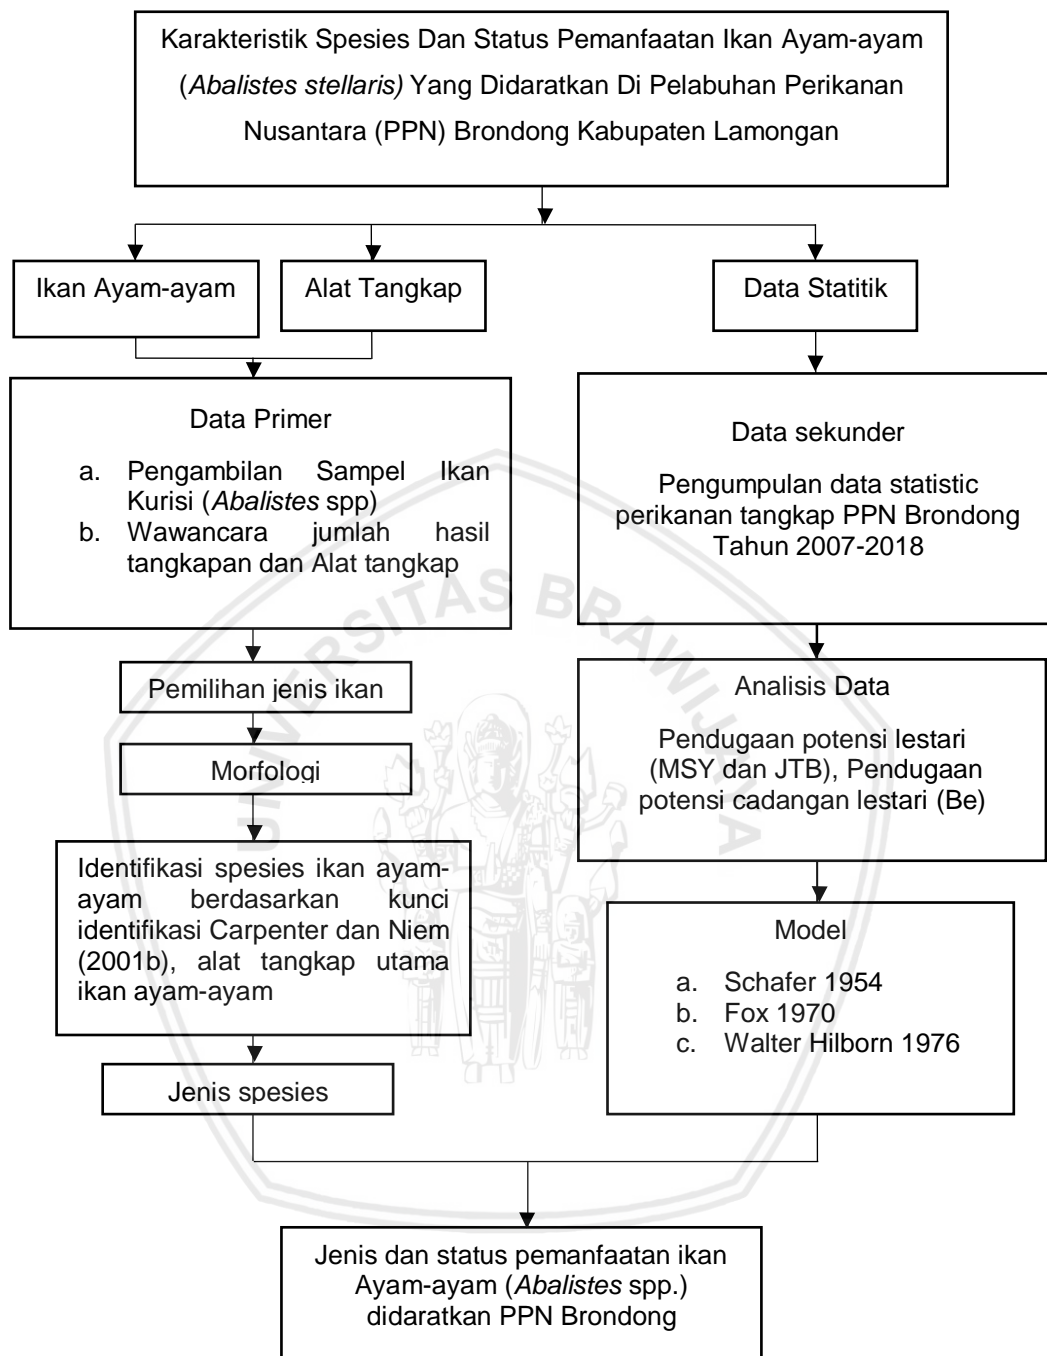 Karakteristik Spesies Dan Status Pemanfaatan Ikan Ayam-ayam
(Abalistes stellaris) Yang Didaratkan Di Pelabuhan Perikanan
Nusantara (PPN) Brondong Kabupaten Lamongan
Ikan Ayam-ayam
Alat Tangkap
Data Statitik
Data Primer
a. Pengambilan Sampel Ikan
Kurisi (Abalistes spp)
b. Wawancara jumlah hasil
tangkapan dan Alat tangkap
Data sekunder
Pengumpulan data statistic
perikanan tangkap PPN Brondong
Tahun 2007-2018
Pemilihan jenis ikan
Morfologi
Analisis Data
Pendugaan potensi lestari
(MSY dan JTB), Pendugaan
potensi cadangan lestari (Be)
Identifikasi spesies ikan ayam-
ayam berdasarkan kunci
identifikasi Carpenter dan Niem
(2001b), alat tangkap utama
ikan ayam-ayam
Model
a. Schafer 1954
b. Fox 1970
c. Walter Hilborn 1976
Jenis spesies
Jenis dan status pemanfaatan ikan
Ayam-ayam (Abalistes spp.)
didaratkan PPN Brondong
UNIVERSITAS BRAWIJAYA